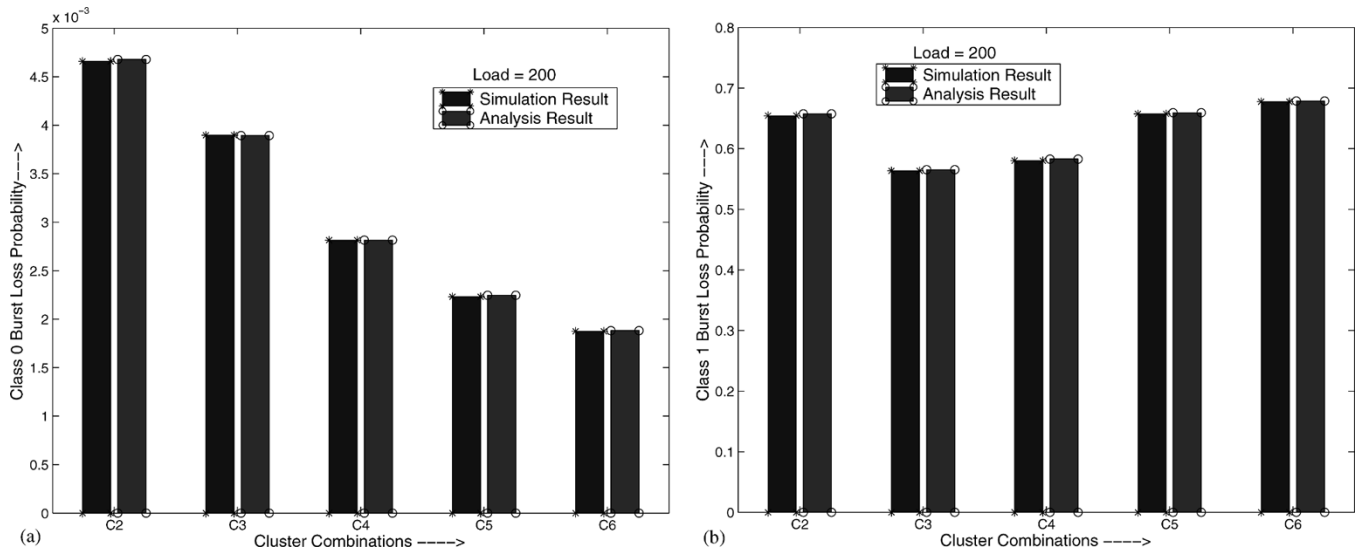 × 10⁻³
5
4.5
4
3.5
3
2.5
2
1.5
1
0.5
0
Class 0 Burst Loss Probability---->
Load = 200
Simulation Result
Analysis Result
C2 C3 C4 C5 C6
Cluster Combinations ---->
(a)
0.8
0.7
0.6
0.5
0.4
0.3
0.2
0.1
0
Class 1 Burst Loss Probability ---->
Load = 200
Simulation Result
Analysis Result
C2 C3 C4 C5 C6
Cluster Combinations ---->
(b)